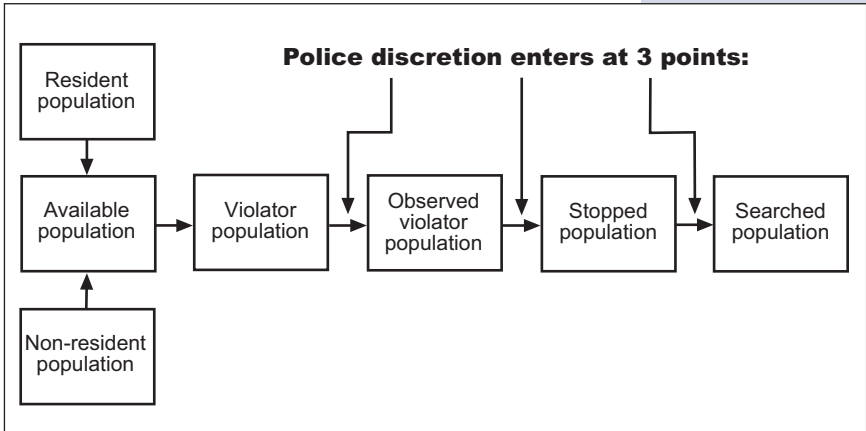 Police discretion enters at 3 points:
Resident
population
Available
population
Violator
population
Observed
violator
population
Stopped
population
Searched
population
Non-resident
population